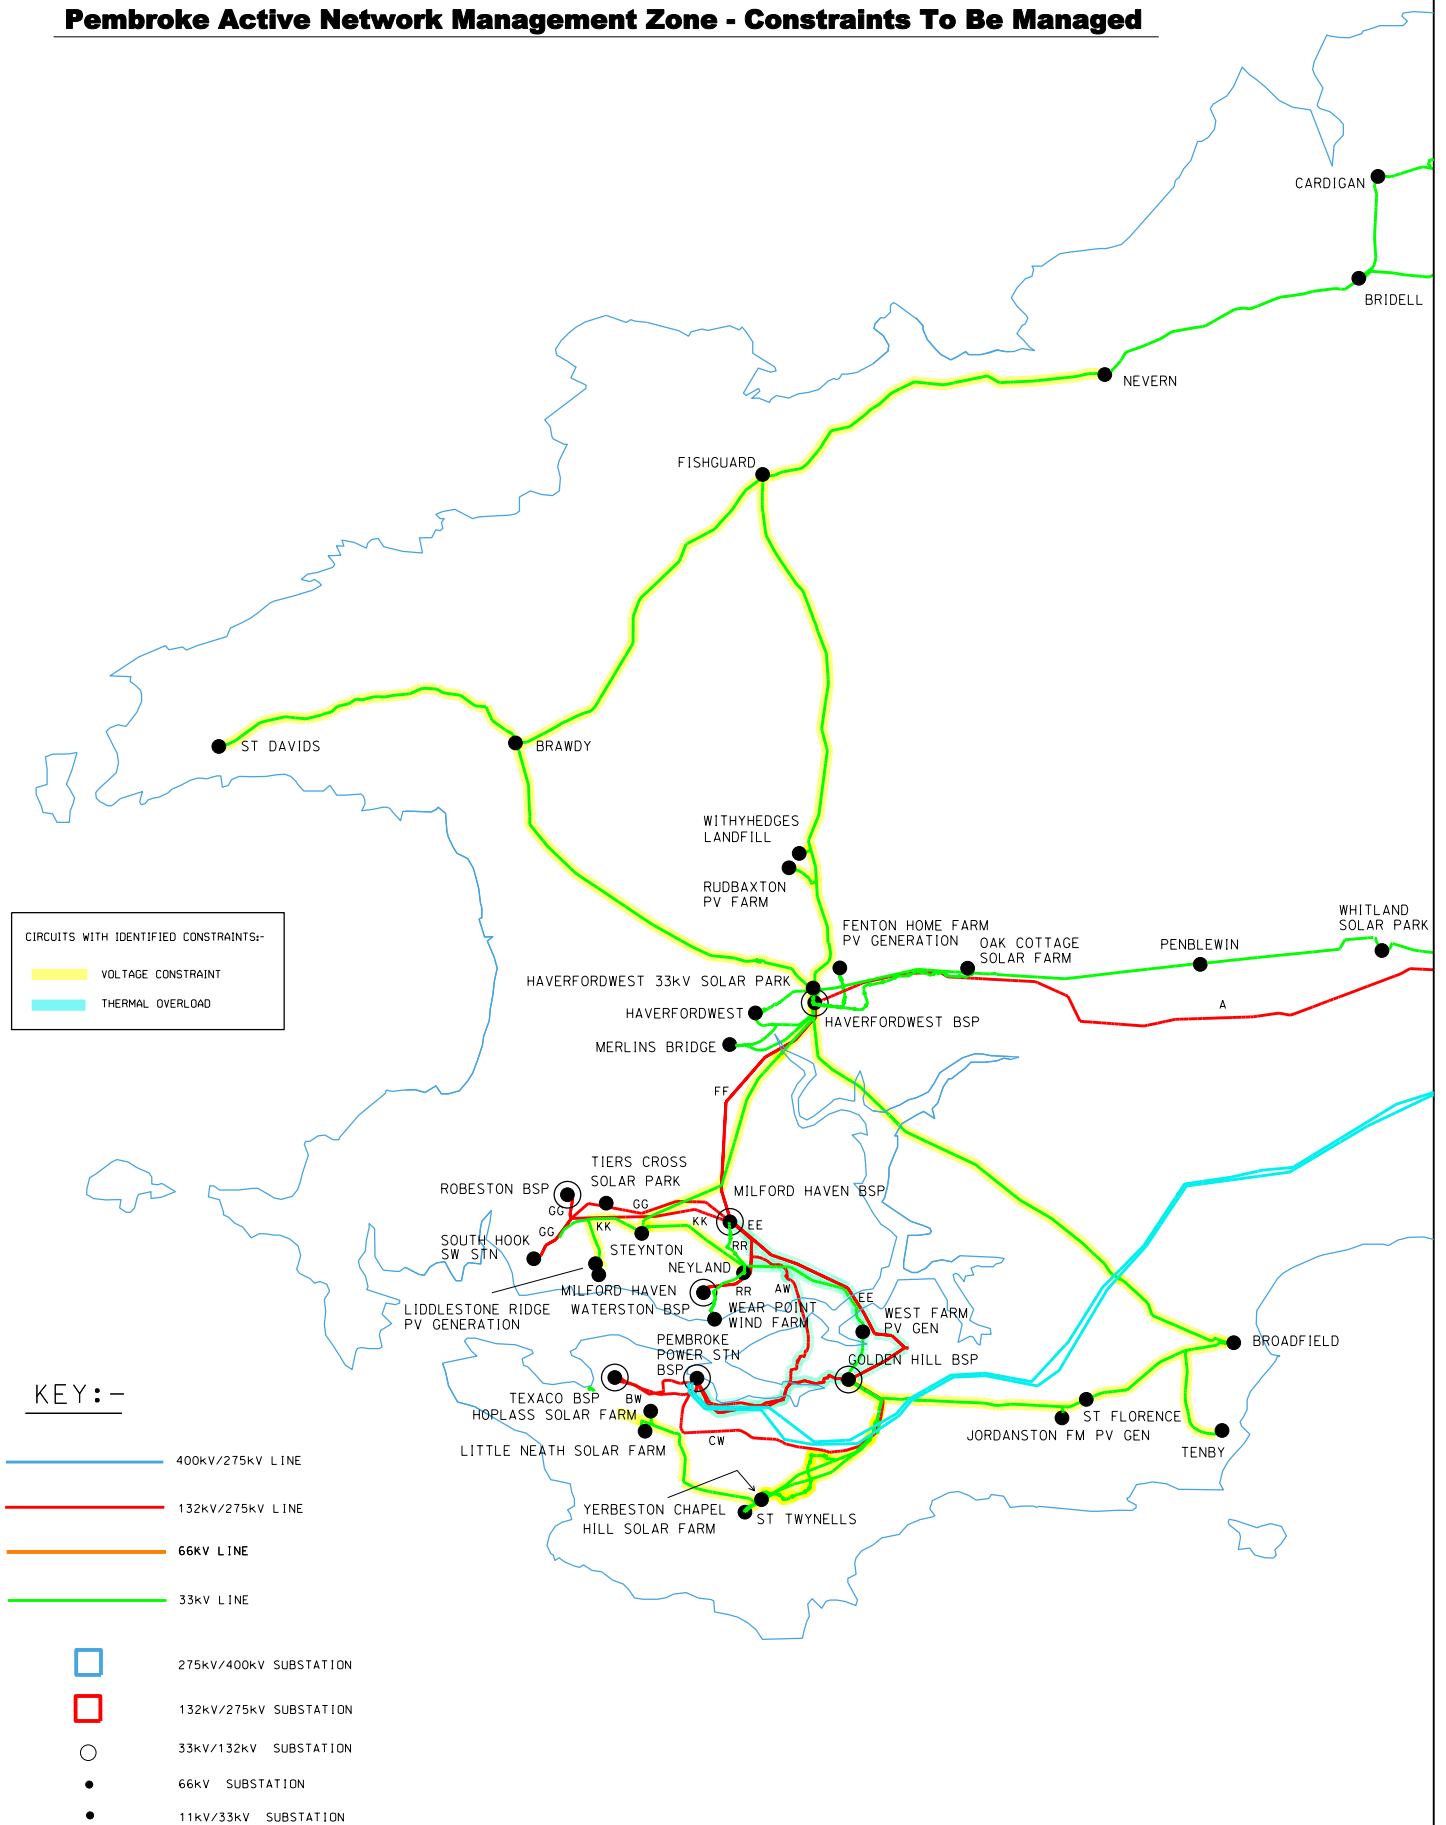 Pembroke Active Network Management Zone - Constraints To Be Managed
CARDIGAN
BRIDELL
NEVERN
FISHGUARD
ST DAVIDS
BRAWDY
WITHYHEDGES
LANDFILL
RUDBAXTON
PV FARM
FENTON HOME FARM
PV GENERATION
OAK COTTAGE
SOLAR FARM
PENBLEWIN
WHITLAND
SOLAR PARK
CIRCUITS WITH IDENTIFIED CONSTRAINTS:-
VOLTAGE CONSTRAINT
THERMAL OVERLOAD
HAVERFORDWEST 33kV SOLAR PARK
HAVERFORDWEST
HAVERFORDWEST BSP
MERLINS BRIDGE
A
FF
TIERS CROSS
SOLAR PARK
ROBESTON BSP
MILFORD HAVEN BSP
GG
GG
GG
KK
KK
EE
RR
SOUTH HOOK
SW STN
STEYNTON
NEYLAND
MILFORD HAVEN
RR
AW
EE
LIDDLESTONE RIDGE
PV GENERATION
WATERSTON BSP
WEAR POINT
WIND FARM
WEST FARM
PV GEN
PEMBROKE
POWER STN
BSP
GOLDEN HILL BSP
BROADFIELD
TEXACO BSP
BW
HOPLASS SOLAR FARM
LITTLE NEATH SOLAR FARM
CW
ST FLORENCE
JORDANSTON FM PV GEN
TENBY
YERBESTON CHAPEL
HILL SOLAR FARM
ST TWYNELLS
KEY:-
400kV/275kV LINE
132kV/275kV LINE
66kV LINE
33kV LINE
275kV/400kV SUBSTATION
132kV/275kV SUBSTATION
33kV/132kV SUBSTATION
66kV SUBSTATION
11kV/33kV SUBSTATION